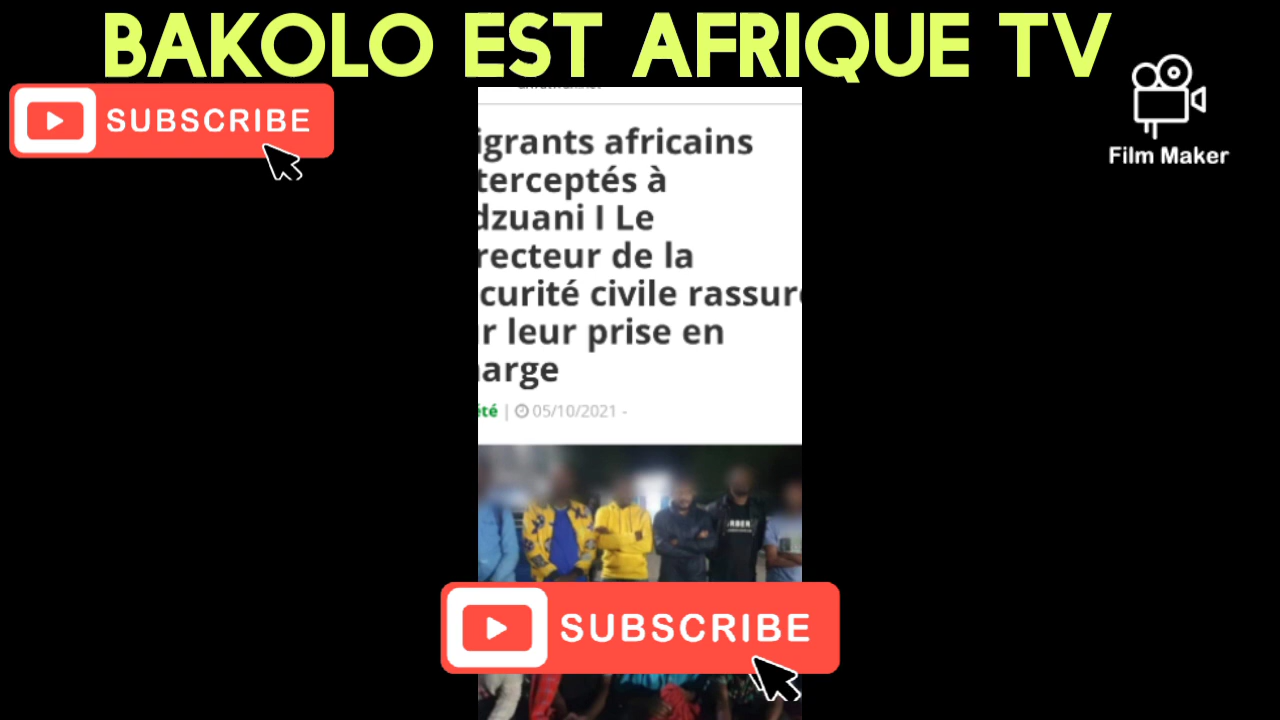 BAKOLO EST AFRIQUE TV
SUBSCRIBE
Film Maker
igrants africains
terceptés à
dzuani I Le
recteur de la
curité civile rassure
r leur prise en
arge
été | 05/10/2021 -
SUBSCRIBE